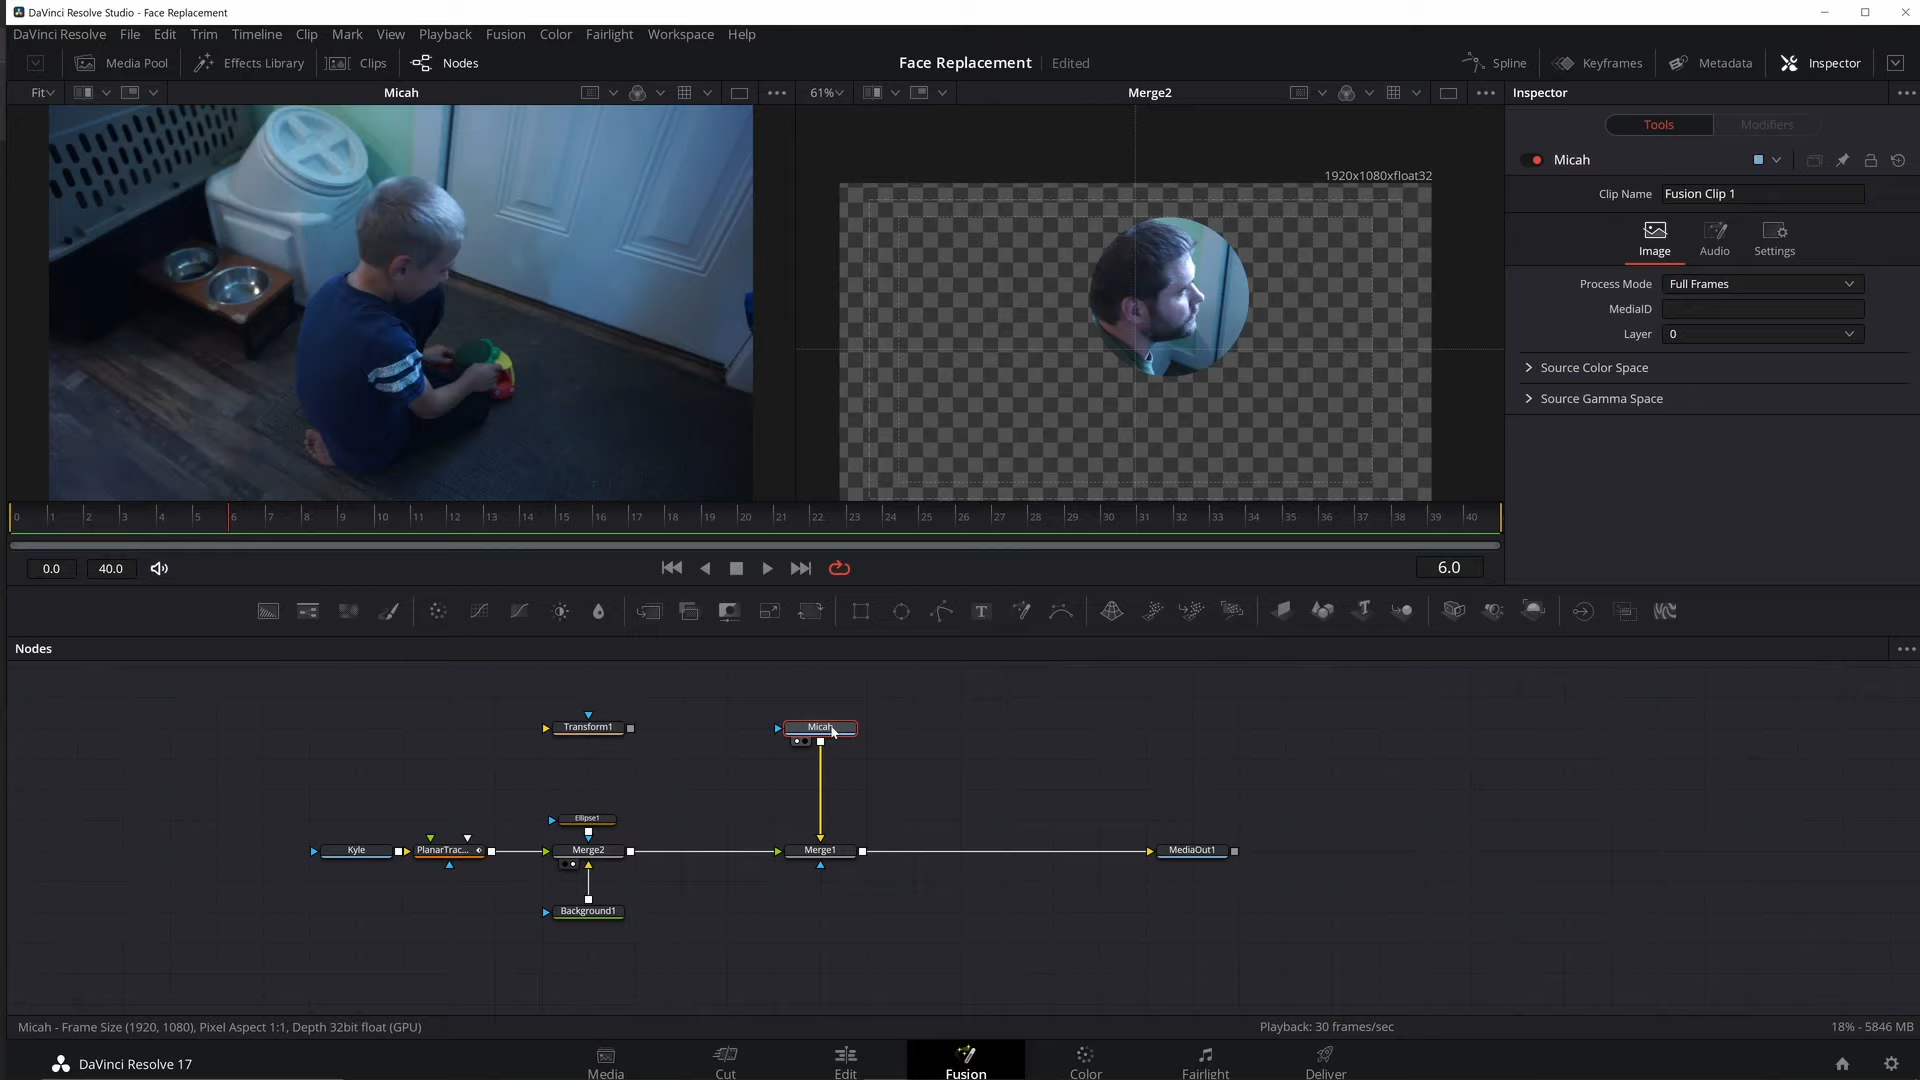 DaVinci Resolve Studio - Face Replacement
DaVinci Resolve File Edit Trim Timeline Clip Mark View Playback Fusion Color Fairlight Workspace Help
Media Pool Effects Library Clips Nodes Face Replacement Edited Spline Keyframes Metadata Inspector
Fit Micah 61% Merge2 Inspector
Tools Modifiers
Micah
1920x1080xfloat32
Clip Name Fusion Clip 1
Image Audio Settings
Process Mode Full Frames
MediaID
Layer 0
Source Color Space
Source Gamma Space
0 1 2 3 4 5 6 7 8 9 10 11 12 13 14 15 16 17 18 19 20 21 22 23 24 25 26 27 28 29 30 31 32 33 34 35 36 37 38 39 40
0.0 40.0 6.0
Nodes
Transform1 Micah
Ellipse1
Kyle PlanarTrac... Merge2 Merge1 MediaOut1
Background1
Micah - Frame Size (1920, 1080), Pixel Aspect 1:1, Depth 32bit float (GPU) Playback: 30 frames/sec 18% - 5846 MB
DaVinci Resolve 17 Media Cut Edit Fusion Color Fairlight Deliver